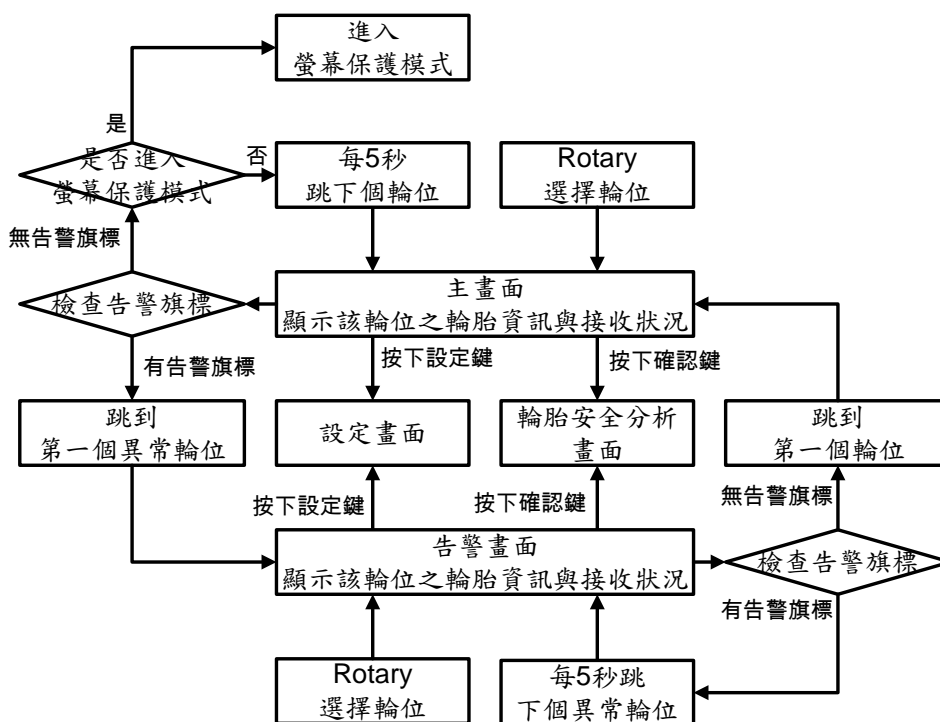 進入
螢幕保護模式
是
是否進入
螢幕保護模式
否
每5秒
跳下個輪位
Rotary
選擇輪位
無告警旗標
檢查告警旗標
主畫面
顯示該輪位之輪胎資訊與接收狀況
有告警旗標
按下設定鍵
按下確認鍵
跳到
第一個異常輪位
設定畫面
輪胎安全分析
畫面
跳到
第一個輪位
按下設定鍵
按下確認鍵
無告警旗標
告警畫面
顯示該輪位之輪胎資訊與接收狀況
檢查告警旗標
有告警旗標
Rotary
選擇輪位
每5秒跳
下個異常輪位